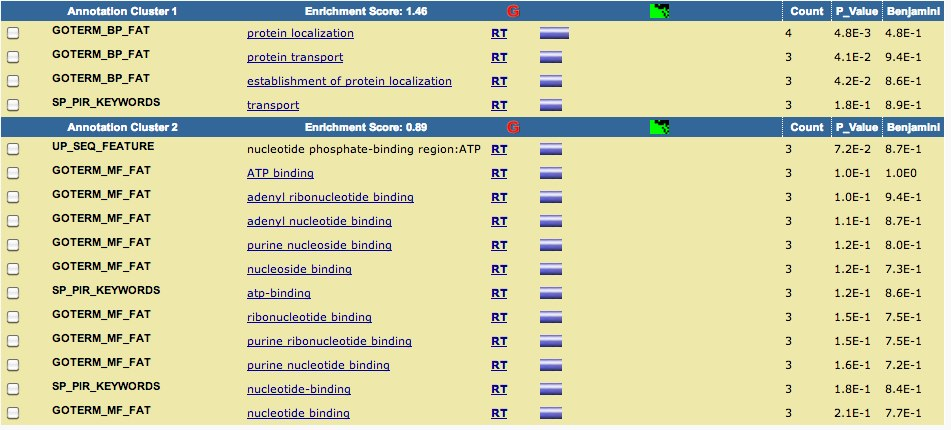 Annotation Cluster 1 Enrichment Score: 1.46 G Count P_Value Benjamini
GOTERM_BP_FAT protein localization RT 4 4.8E-3 4.8E-1
GOTERM_BP_FAT protein transport RT 3 4.1E-2 9.4E-1
GOTERM_BP_FAT establishment of protein localization RT 3 4.2E-2 8.6E-1
SP_PIR_KEYWORDS transport RT 3 1.8E-1 8.9E-1
Annotation Cluster 2 Enrichment Score: 0.89 G Count P_Value Benjamini
UP_SEQ_FEATURE nucleotide phosphate-binding region:ATP RT 3 7.2E-2 8.7E-1
GOTERM_MF_FAT ATP binding RT 3 1.0E-1 1.0E0
GOTERM_MF_FAT adenyl ribonucleotide binding RT 3 1.0E-1 9.4E-1
GOTERM_MF_FAT adenyl nucleotide binding RT 3 1.1E-1 8.7E-1
GOTERM_MF_FAT purine nucleoside binding RT 3 1.2E-1 8.0E-1
GOTERM_MF_FAT nucleoside binding RT 3 1.2E-1 7.3E-1
SP_PIR_KEYWORDS atp-binding RT 3 1.2E-1 8.6E-1
GOTERM_MF_FAT ribonucleotide binding RT 3 1.5E-1 7.5E-1
GOTERM_MF_FAT purine ribonucleotide binding RT 3 1.5E-1 7.5E-1
GOTERM_MF_FAT purine nucleotide binding RT 3 1.6E-1 7.2E-1
SP_PIR_KEYWORDS nucleotide-binding RT 3 1.8E-1 8.4E-1
GOTERM_MF_FAT nucleotide binding RT 3 2.1E-1 7.7E-1